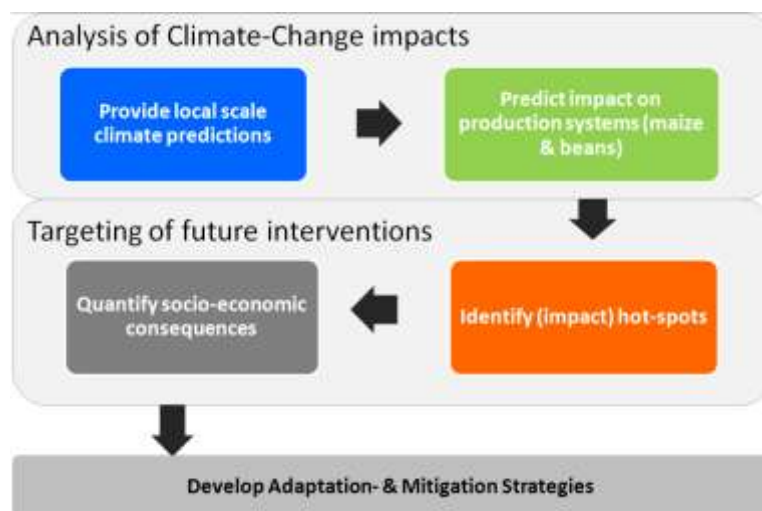 Analysis of Climate-Change impacts
Provide local scale
climate predictions
Predict impact on
production systems (maize
& beans)
Targeting of future interventions
Identify (impact) hot-spots
Quantify socio-economic
consequences
Develop Adaptation- & Mitigation Strategies